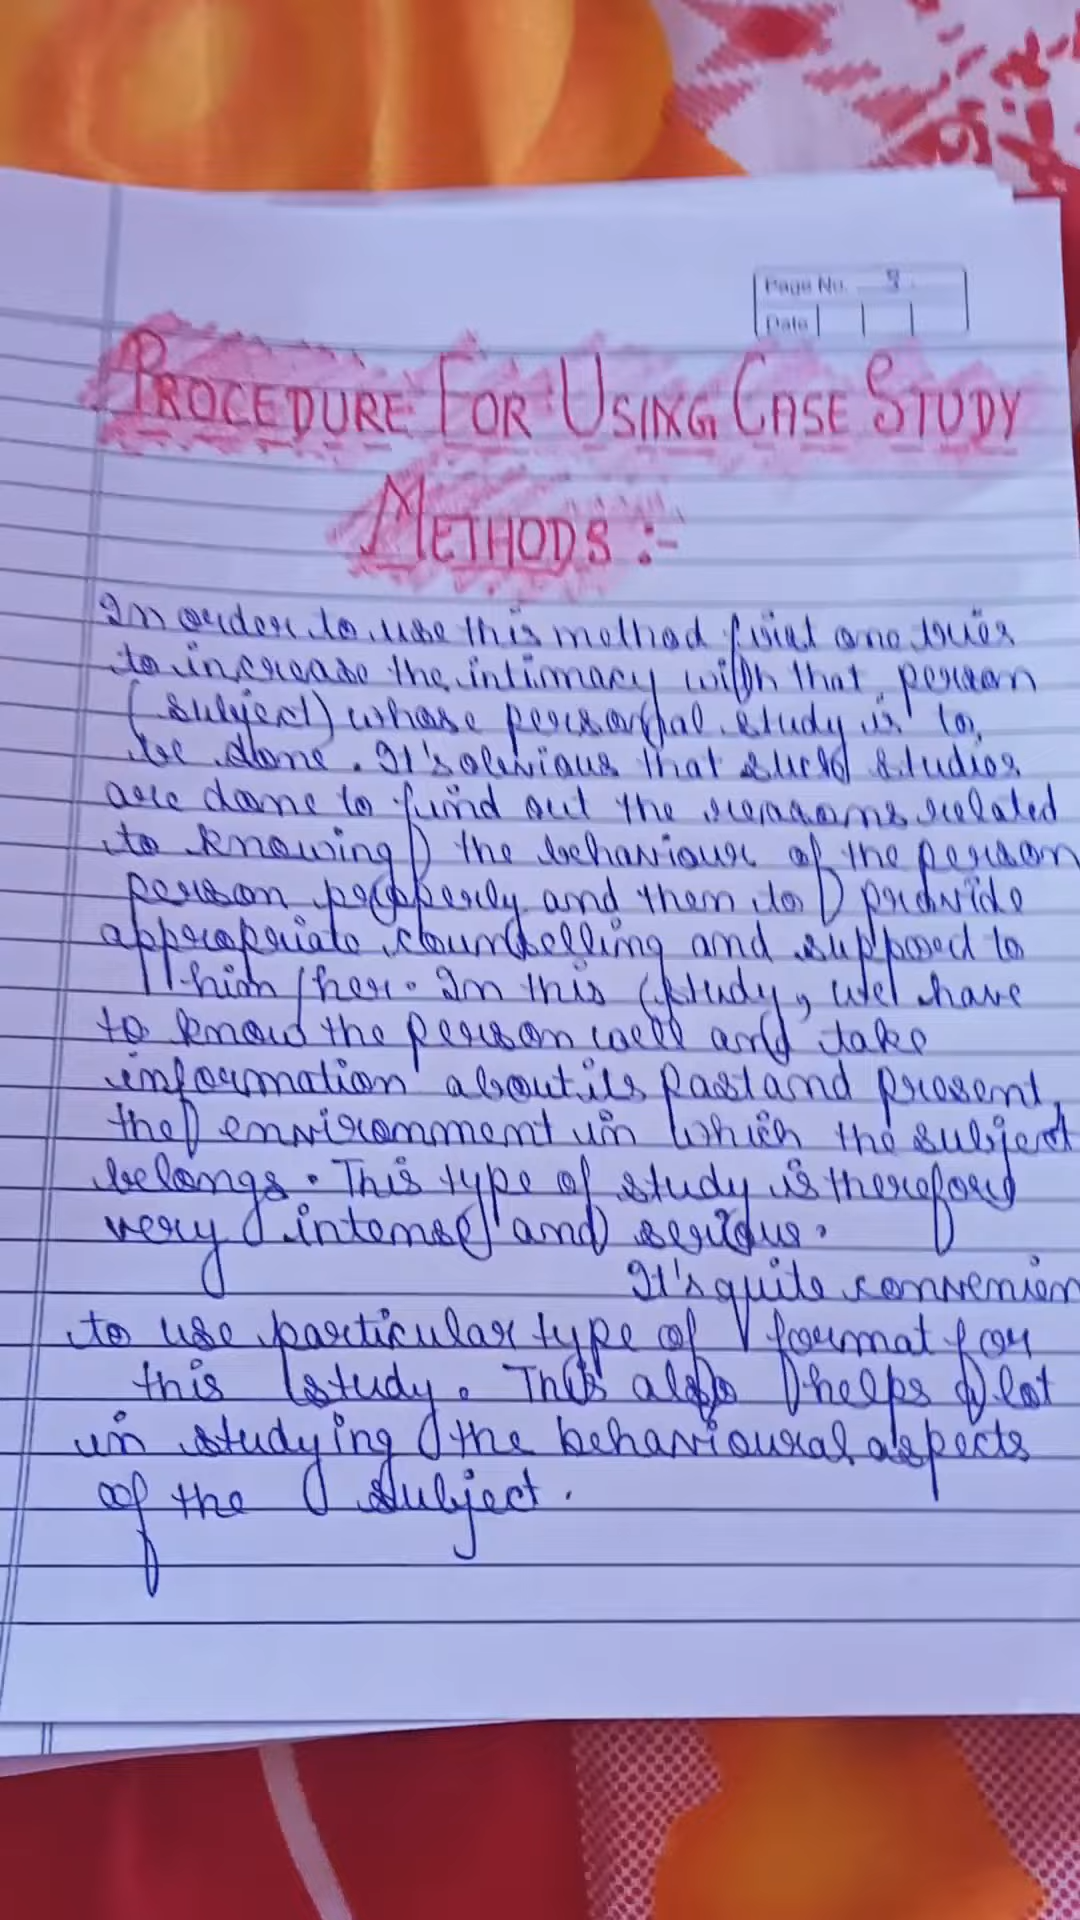 Page No. 9
Date
PROCEDURE FOR USING CASE STUDY
METHODS :-
In order to use this method first one tries
to increase the intimacy with that person
(subject) whose personal study is to
be done. It's obvious that such studies
are done to find out the reasons related
to knowing the behaviour of the person
person properly and them to provide
appropriate counselling and support to
him/her. In this study, we have
to know the person well and take
information about its past and present,
the environment in which the subject
belongs. This type of study is therefore
very intense and serious.
It's quite convenien
to use particular type of format for
this study. This also helps a lot
in studying the behavioural aspects
of the subject.